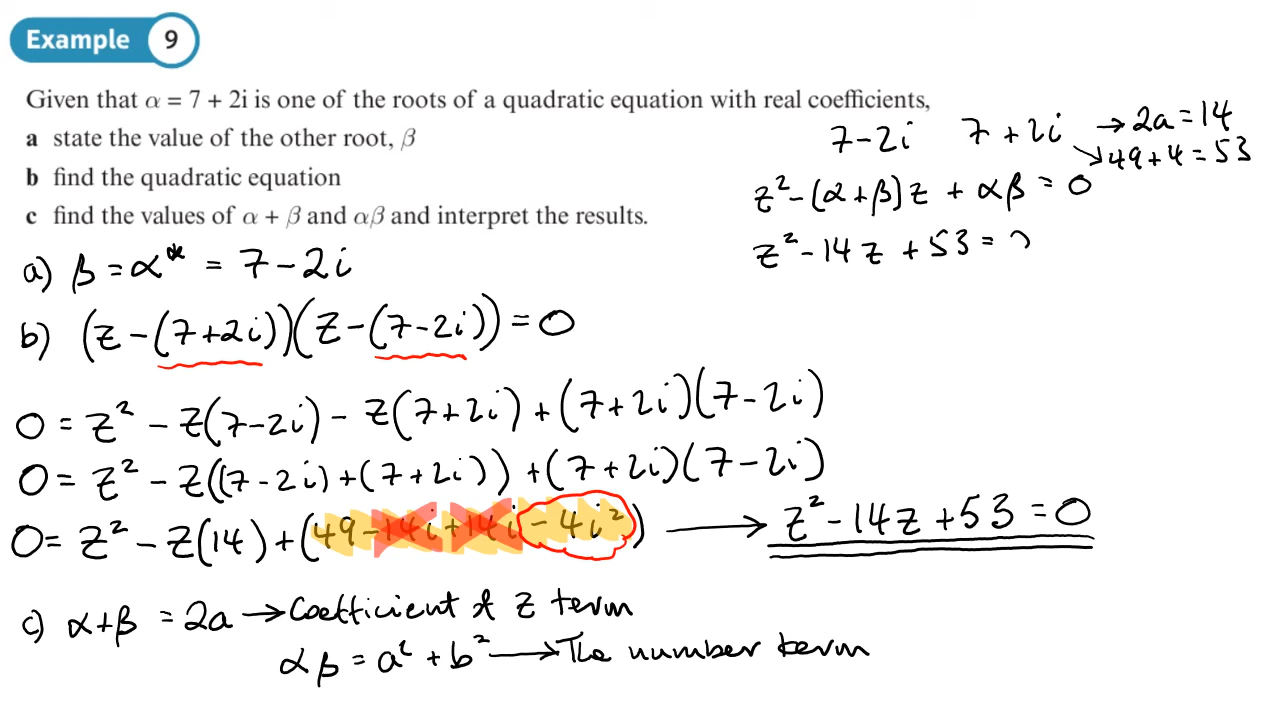 Example 9
Given that α = 7 + 2i is one of the roots of a quadratic equation with real coefficients,
a state the value of the other root, β
b find the quadratic equation
c find the values of α + β and αβ and interpret the results.
7-2i 7+2i → 2a = 14
↘ 49+4 = 53
z² - (α+β)z + αβ = 0
z² - 14z + 53 = 0
a) β = α* = 7-2i
b) (z-(7+2i))(z-(7-2i)) = 0
0 = z² - z(7-2i) - z(7+2i) + (7+2i)(7-2i)
0 = z² - z((7-2i)+(7+2i)) + (7+2i)(7-2i)
0 = z² - z(14) + (49-14i+14i-4i²) → z² - 14z + 53 = 0
c) α+β = 2a → Coefficient of z term
αβ = a² + b² → The number term